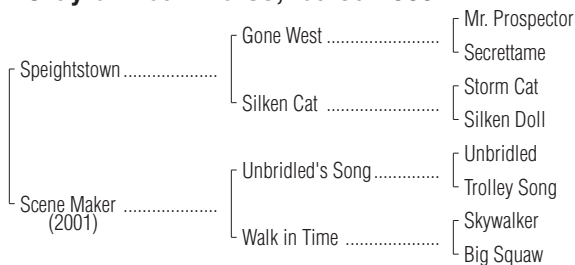 Gone West
Mr. Prospector
Secrettame
Speightstown
Silken Cat
Storm Cat
Silken Doll
Unbridled's Song
Unbridled
Trolley Song
Scene Maker
(2001)
Walk in Time
Skywalker
Big Squaw